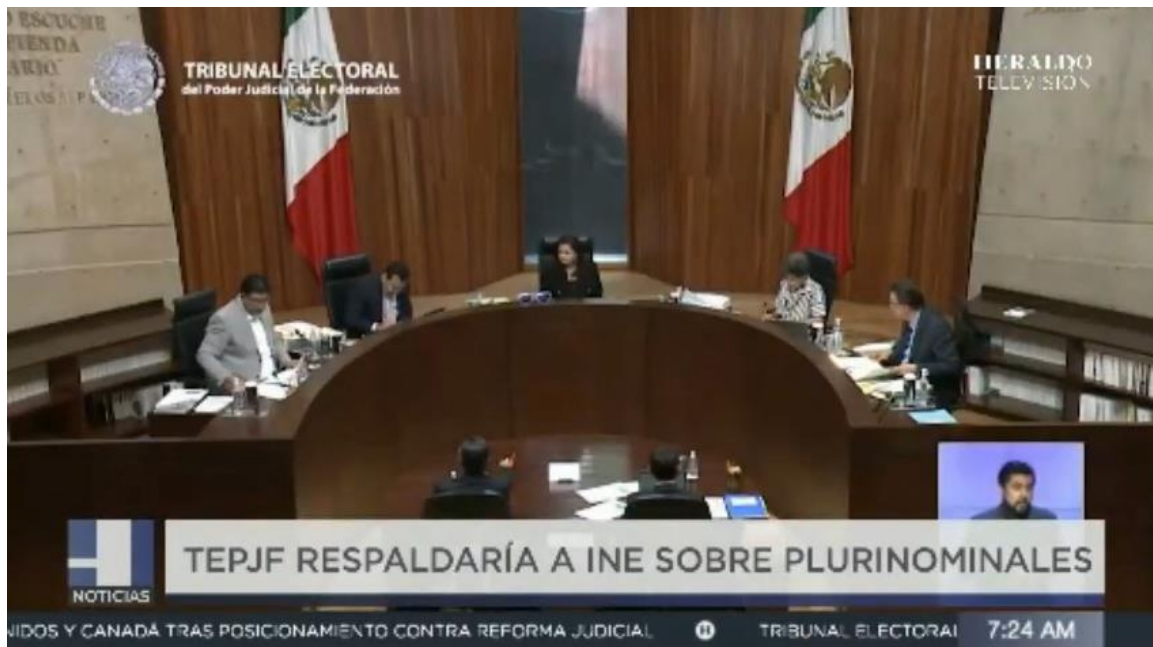 ESCUCHE
TRIBUNAL ELECTORAL
del Poder Judicial de la Federación
HERALDO
TELEVISIÓN
TEPJF RESPALDARÍA A INE SOBRE PLURINOMINALES
NOTICIAS
NIDOS Y CANADÁ TRAS POSICIONAMIENTO CONTRA REFORMA JUDICIAL
TRIBUNAL ELECTORAL
7:24 AM